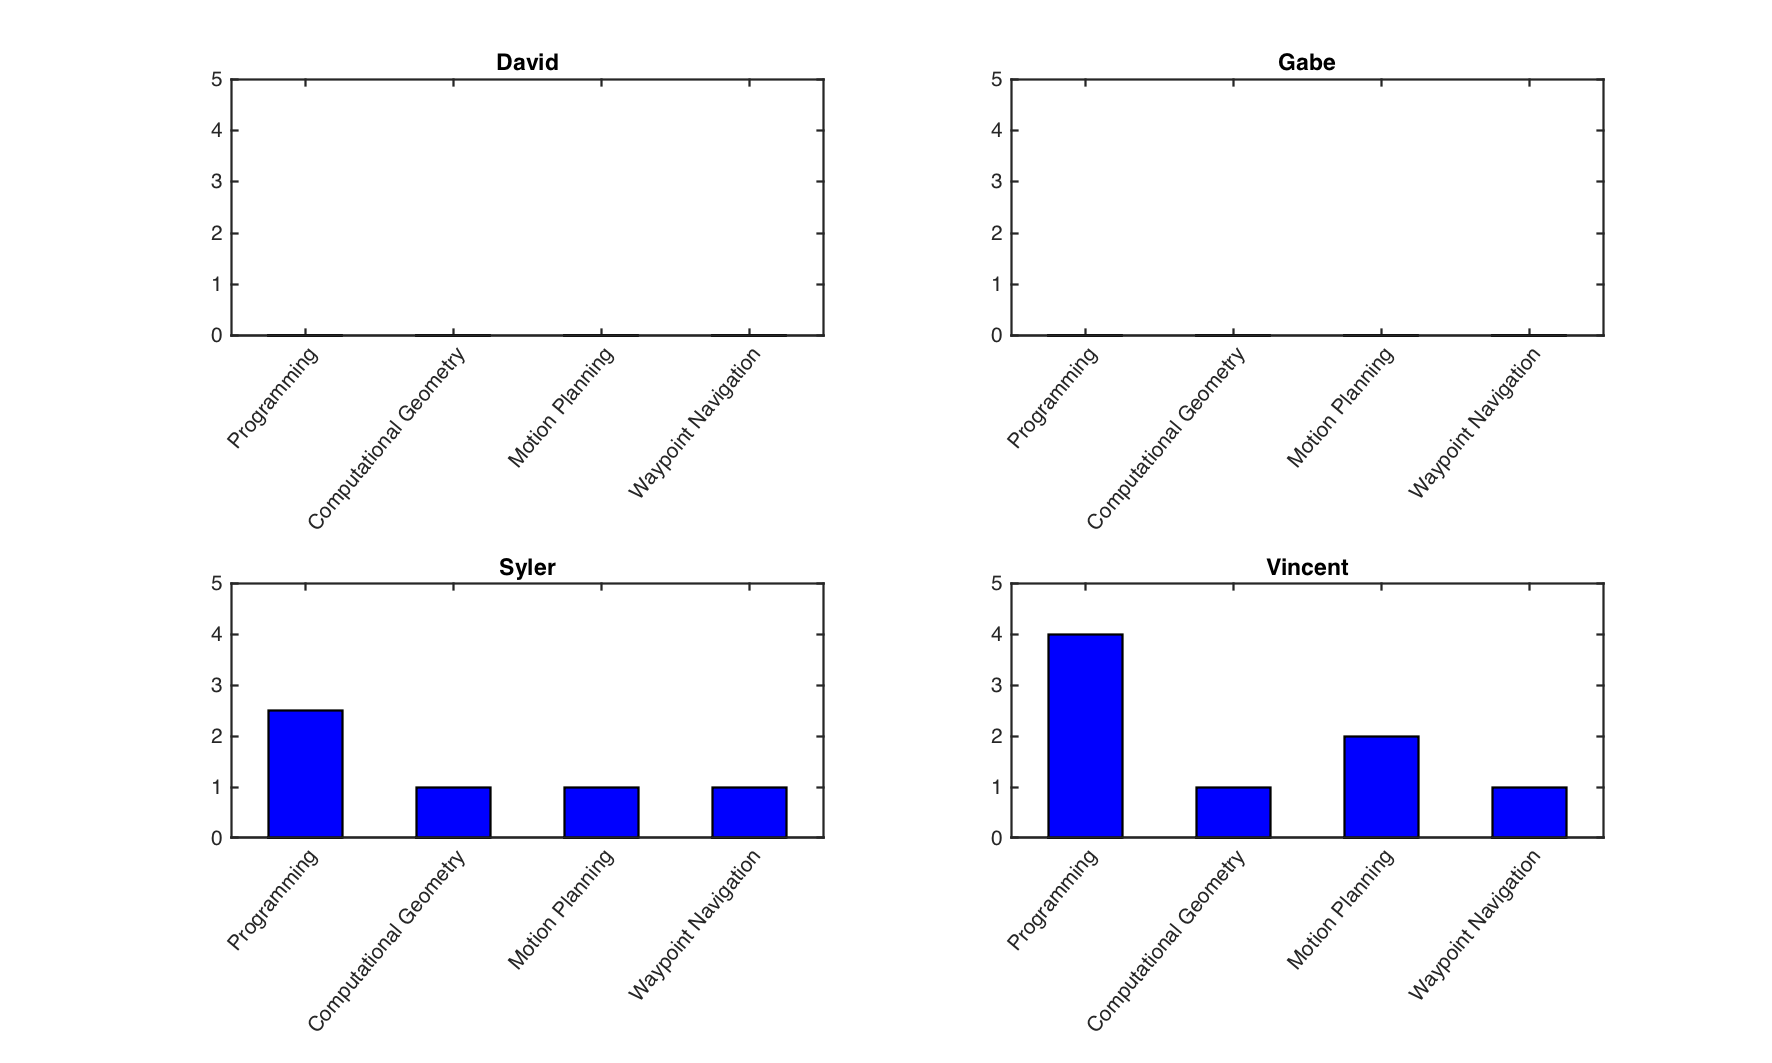 David
5
4
3
2
1
0
Programming
Computational Geometry
Motion Planning
Waypoint Navigation
Gabe
5
4
3
2
1
0
Programming
Computational Geometry
Motion Planning
Waypoint Navigation
Syler
5
4
3
2
1
0
Programming
Computational Geometry
Motion Planning
Waypoint Navigation
Vincent
5
4
3
2
1
0
Programming
Computational Geometry
Motion Planning
Waypoint Navigation